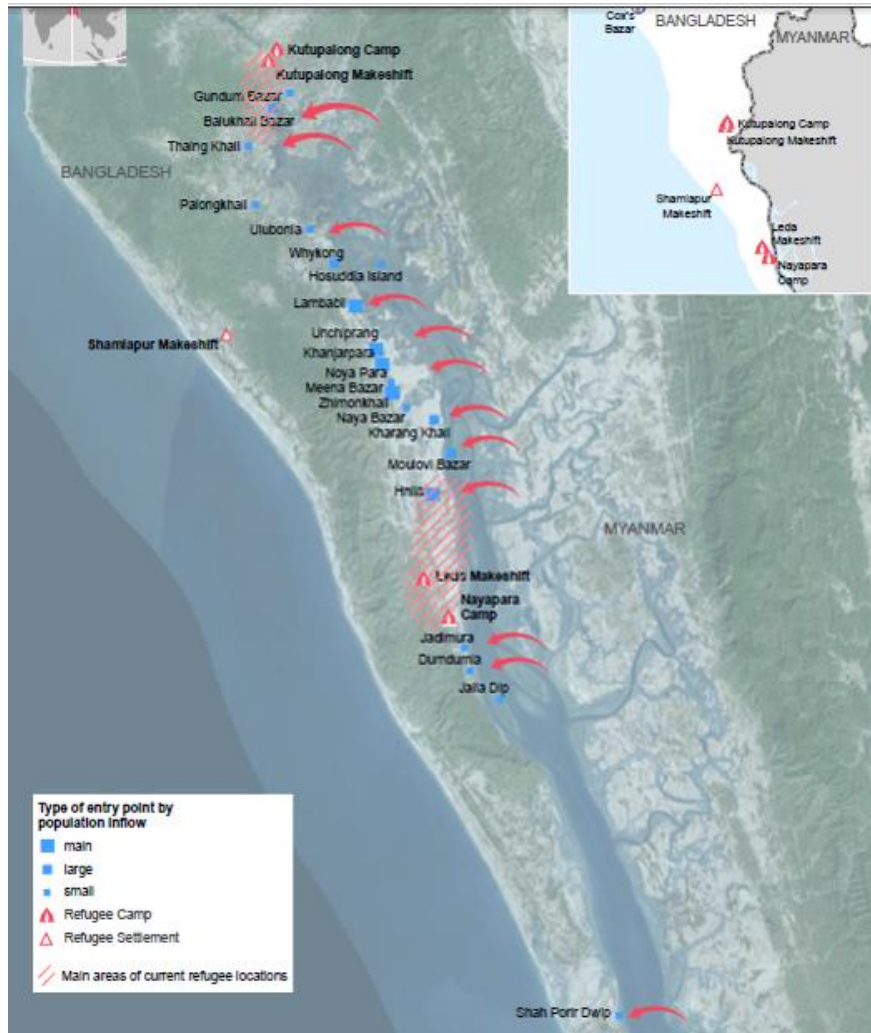 Cox's
Bazar
BANGLADESH
MYANMAR
Kutupalong Camp
Kutupalong Makeshift
Shamlapur
Makeshift
Leda
Makeshift
Nayapara
Camp
Kutupalong Camp
Kutupalong Makeshift
Gundum Bazar
Balukhali Bazar
Thaing Khali
BANGLADESH
Palongkhali
Ulubonia
Whykong
Hosuddia Island
Lambabil
Unchiprang
Shamlapur Makeshift
Khanjarpara
Noya Para
Meena Bazar
Zhimonkhali
Naya Bazar
Kharang Khali
Moulovi Bazar
Hnila
MYANMAR
Leda Makeshift
Nayapara
Camp
Jadimura
Dumdumia
Jalia Dip
Type of entry point by
population inflow
main
large
small
Refugee Camp
Refugee Settlement
Main areas of current refugee locations
Shah Porir Dwip